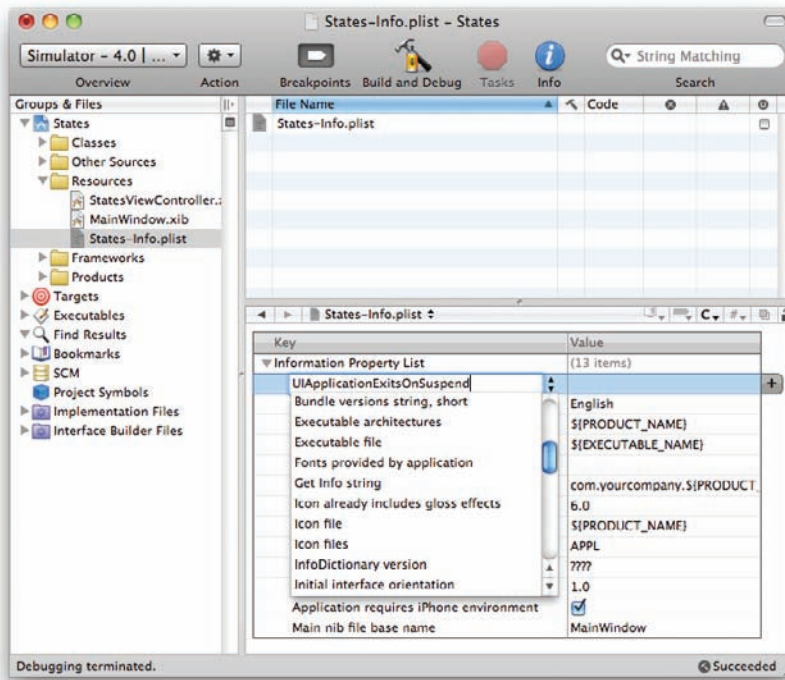 States-Info.plist - States
Simulator - 4.0 | ...
Overview
Action
Breakpoints
Build and Debug
Tasks
Info
String Matching
Search
Groups & Files
States
Classes
Other Sources
Resources
StatesViewController.
MainWindow.xib
States-Info.plist
Frameworks
Products
Targets
Executables
Find Results
Bookmarks
SCM
Project Symbols
Implementation Files
Interface Builder Files
File Name
Code
States-Info.plist
States-Info.plist
C
#
Key
Value
Information Property List
(13 items)
UIApplicationExitsOnSuspend
Bundle versions string, short
English
Executable architectures
${PRODUCT_NAME}
Executable file
${EXECUTABLE_NAME}
Fonts provided by application
Get Info string
com.yourcompany.${PRODUCT_
Icon already includes gloss effects
6.0
Icon file
${PRODUCT_NAME}
Icon files
APPL
InfoDictionary version
????
Initial interface orientation
1.0
Application requires iPhone environment
Main nib file base name
MainWindow
Debugging terminated.
Succeeded